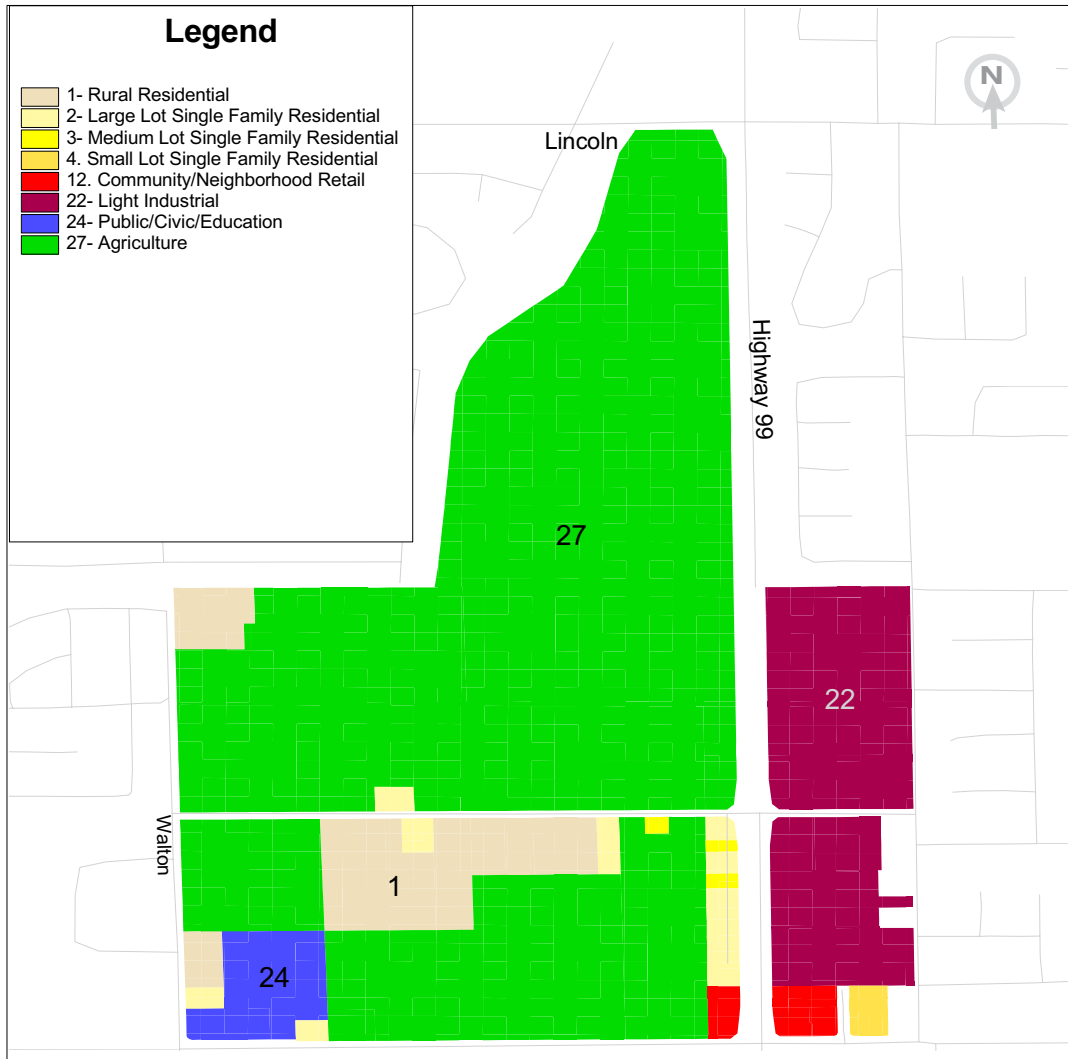 Legend
1- Rural Residential
2- Large Lot Single Family Residential
3- Medium Lot Single Family Residential
4. Small Lot Single Family Residential
12. Community/Neighborhood Retail
22- Light Industrial
24- Public/Civic/Education
27- Agriculture
N
Lincoln
Highway 99
27
22
Walton
1
24